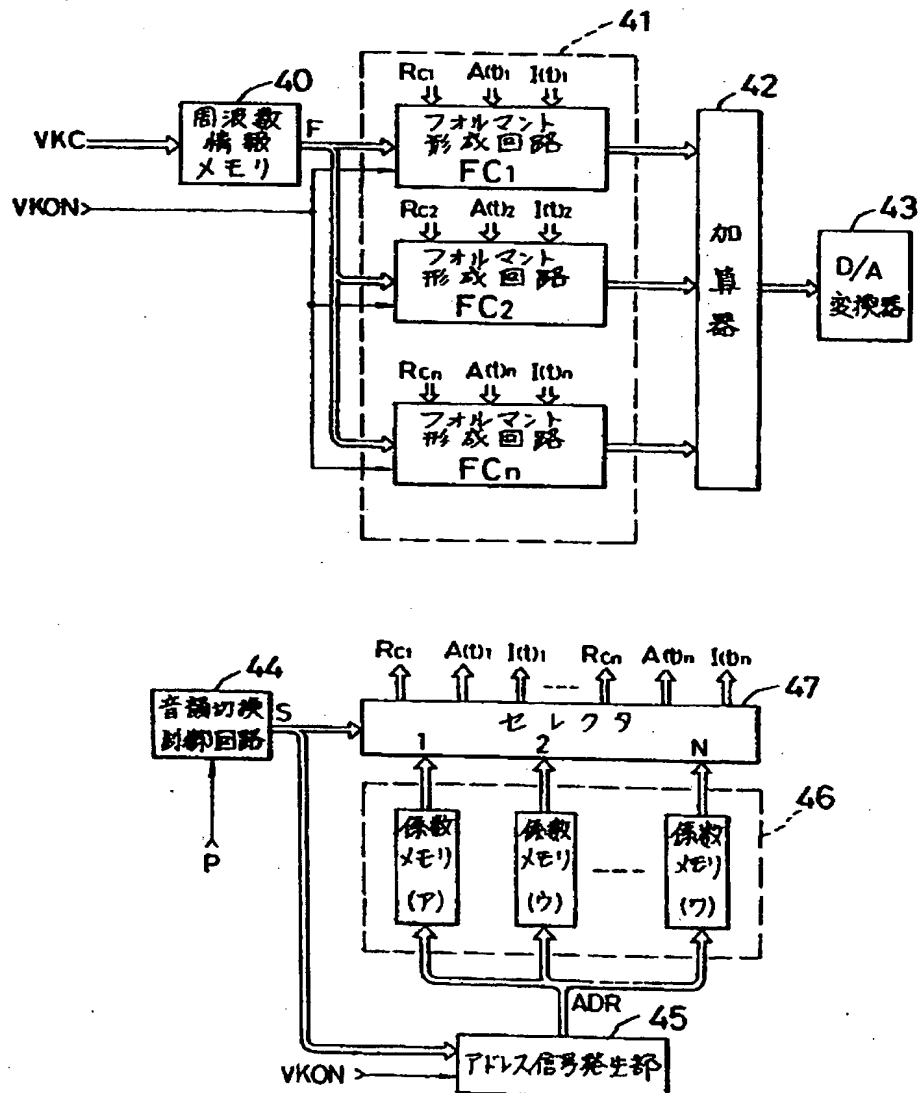 41
Rc1 A(t)1 I(t)1
40
42
周波数
情報
メモリ
F
フォルマント
形成回路
FC1
VKC
VKON
Rc2 A(t)2 I(t)2
フォルマント
形成回路
FC2
加
算
器
43
D/A
変換器
Rcn A(t)n I(t)n
フォルマント
形成回路
FCn
Rc1 A(t)1 I(t)1 ---- Rcn A(t)n I(t)n
44
47
音韻切換
制御回路
S
セレクタ
1 2 N
P
46
係数
メモリ
(ア)
係数
メモリ
(ウ)
----
係数
メモリ
(ワ)
ADR
45
VKON
アドレス信号発生部